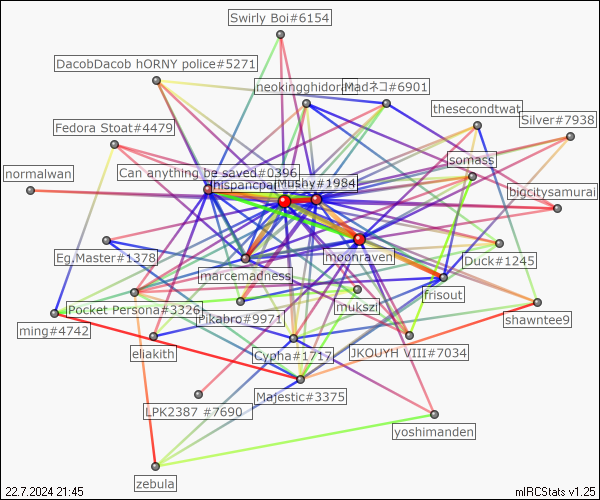 Swirly Boi#6154
DacobDacob hORNY police#5271
neokingghidora
Madネコ#6901
thesecondtwat
Silver#7938
Fedora Stoat#4479
somass
normalwan
Can anything be saved#0396
hispancpa
Mushy#1984
bigcitysamurai
Eg.Master#1378
moonraven
Duck#1245
marcemadness
frisout
Pocket Persona#3326
mukszi
Pikabro#9971
shawntee9
ming#4742
eliakith
Cypha#1717
JKOUYH VIII#7034
Majestic#3375
LPK2387 #7690
yoshimanden
zebula
22.7.2024 21:45
mIRCStats v1.25